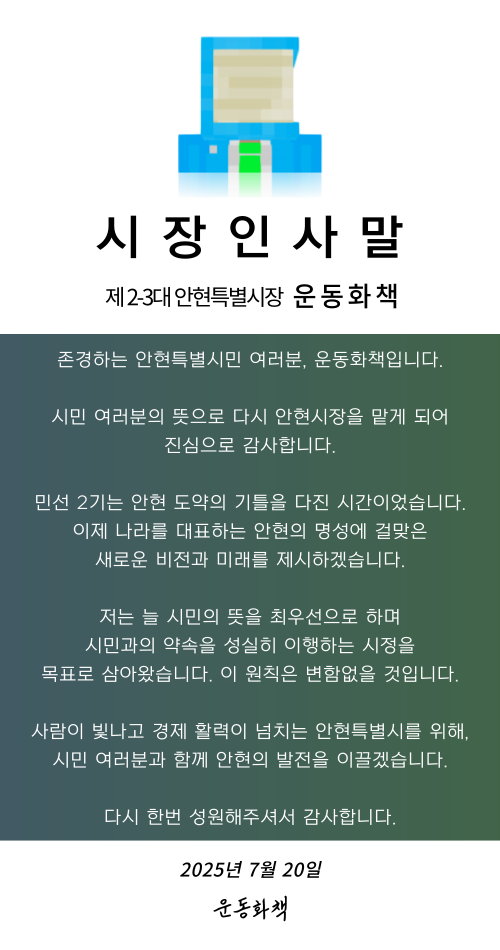 시장인사말
제 2-3대 안현특별시장 운동화책
존경하는 안현특별시민 여러분, 운동화책입니다.
시민 여러분의 뜻으로 다시 안현시장을 맡게 되어
진심으로 감사합니다.
민선 2기는 안현 도약의 기틀을 다진 시간이었습니다.
이제 나라를 대표하는 안현의 명성에 걸맞은
새로운 비전과 미래를 제시하겠습니다.
저는 늘 시민의 뜻을 최우선으로 하며
시민과의 약속을 성실히 이행하는 시정을
목표로 삼아왔습니다. 이 원칙은 변함없을 것입니다.
사람이 빛나고 경제 활력이 넘치는 안현특별시를 위해,
시민 여러분과 함께 안현의 발전을 이끌겠습니다.
다시 한번 성원해주셔서 감사합니다.
2025년 7월 20일
운동화책